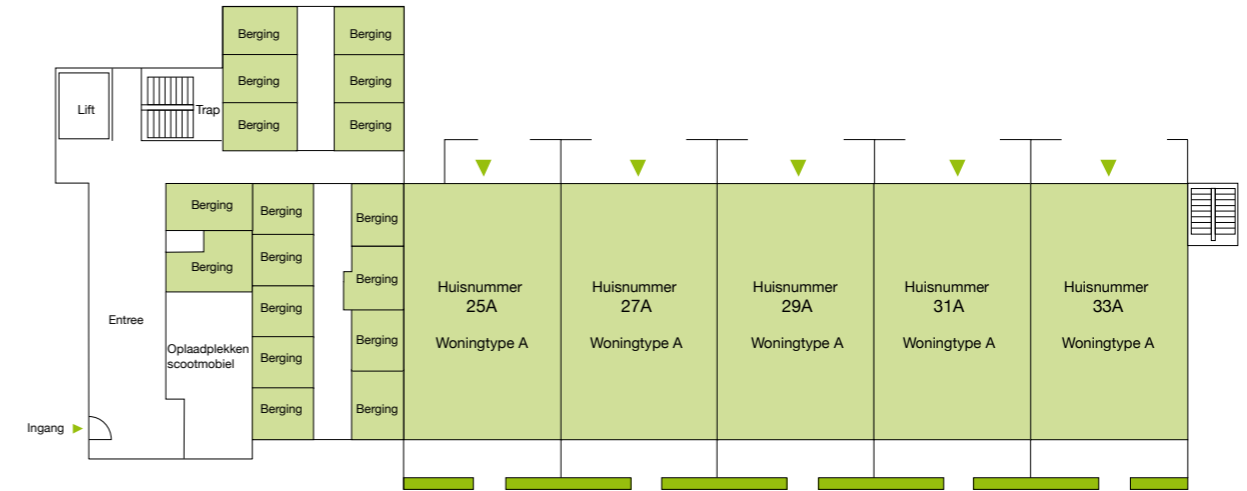 Berging
Berging
Berging
Berging
Lift
Trap
Berging
Berging
Berging
Berging
Berging
Berging
Berging
Berging
Berging
Huisnummer
25A
Woningtype A
Huisnummer
27A
Woningtype A
Huisnummer
29A
Woningtype A
Huisnummer
31A
Woningtype A
Huisnummer
33A
Woningtype A
Entree
Berging
Oplaadplekken
scootmobiel
Berging
Berging
Berging
Berging
Ingang